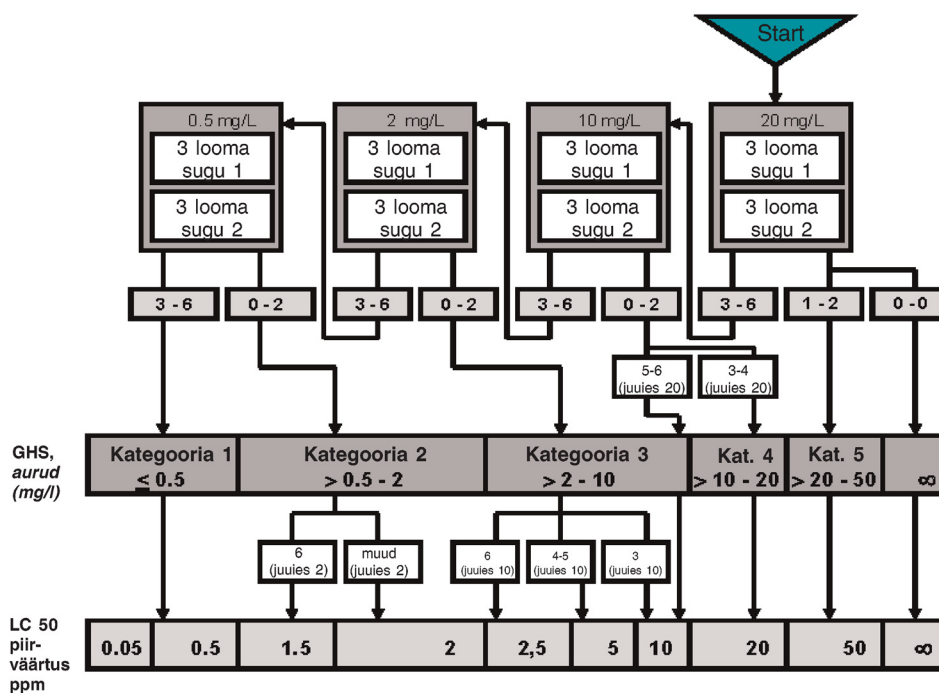 Start
0.5 mg/L
2 mg/L
10 mg/L
20 mg/L
3 looma
sugu 1
3 looma
sugu 1
3 looma
sugu 1
3 looma
sugu 1
3 looma
sugu 2
3 looma
sugu 2
3 looma
sugu 2
3 looma
sugu 2
3 - 6
0 - 2
3 - 6
0 - 2
3 - 6
0 - 2
3 - 6
1 - 2
0 - 0
5-6
(juuies 20)
3-4
(juuies 20)
GHS,
aurud
(mg/l)
Kategooria 1
≤ 0.5
Kategooria 2
> 0.5 - 2
Kategooria 3
> 2 - 10
Kat. 4
> 10 - 20
Kat. 5
> 20 - 50
∞
6
(juuies 2)
muud
(juuies 2)
6
(juuies 10)
4-5
(juuies 10)
3
(juuies 10)
LC 50
piir-
väärtus
ppm
0.05
0.5
1.5
2
2,5
5
10
20
50
∞